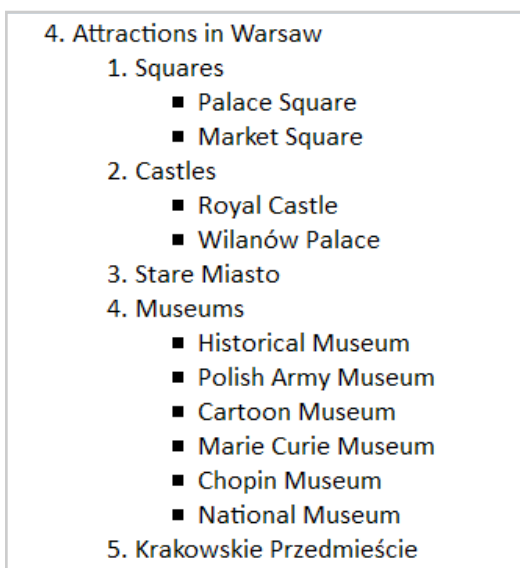 4. Attractions in Warsaw
1. Squares
▪ Palace Square
▪ Market Square
2. Castles
▪ Royal Castle
▪ Wilanów Palace
3. Stare Miasto
4. Museums
▪ Historical Museum
▪ Polish Army Museum
▪ Cartoon Museum
▪ Marie Curie Museum
▪ Chopin Museum
▪ National Museum
5. Krakowskie Przedmieście